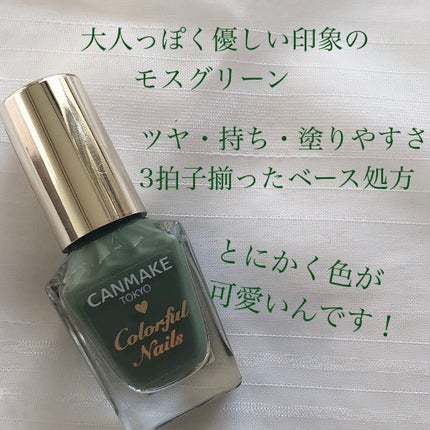 大人っぽく優しい印象の
モスグリーン
ツヤ・持ち・塗りやすさ
3拍子揃ったベース処方
とにかく色が
可愛いんです！
CANMAKE
TOKYO
Colorful
Nails